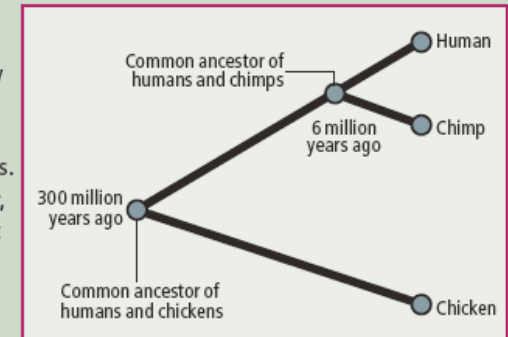 Human
Common ancestor of
humans and chimps
6 million
years ago
Chimp
300 million
years ago
Common ancestor of
humans and chickens
Chicken